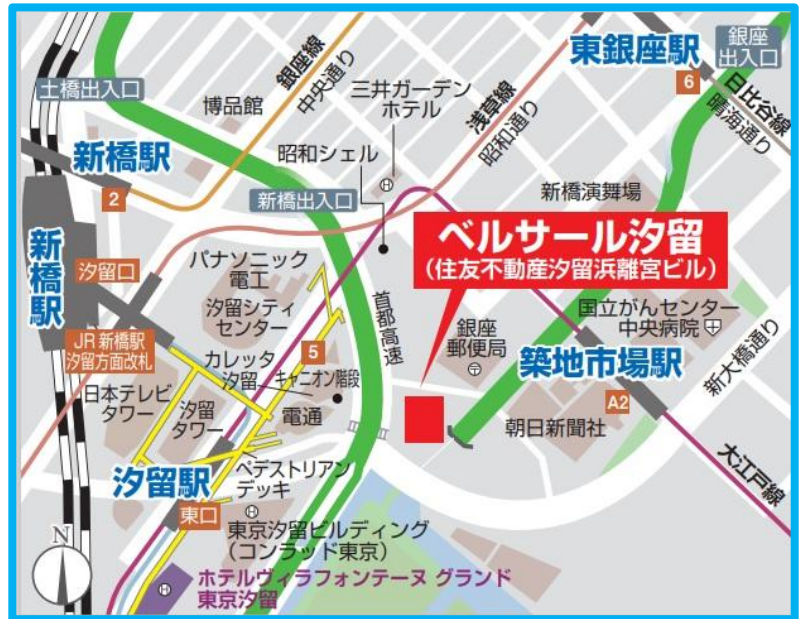 東銀座駅
銀座
出入口
6
日比谷線
晴海通り
土橋出入口
銀座線
中央通り
博品館
三井ガーデン
ホテル
浅草線
昭和通り
新橋駅
2
昭和シェル
新橋出入口
新橋演舞場
新橋駅
汐留口
パナソニック
電工
ベルサール汐留
(住友不動産汐留浜離宮ビル)
汐留シティ
センター
首都高速
国立がんセンター
中央病院
新大橋通り
JR 新橋駅
汐留方面改札
5
銀座
郵便局
築地市場駅
カレッタ
汐留
キャニオン階段
日本テレビ
タワー
汐留
タワー
電通
A2
朝日新聞社
大江戸線
汐留駅
ペデストリアン
デッキ
東口
H
東京汐留ビルディング
(コンラッド東京)
N
H
ホテルヴィラフォンテーヌ グランド
東京汐留
H